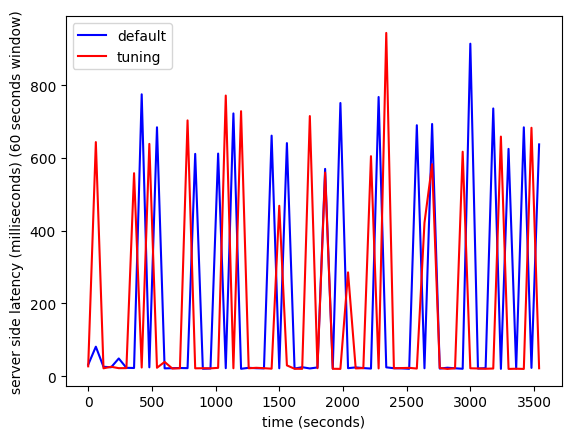 default
tuning
server side latency (milliseconds) (60 seconds window)
800
600
400
200
0
0 500 1000 1500 2000 2500 3000 3500
time (seconds)